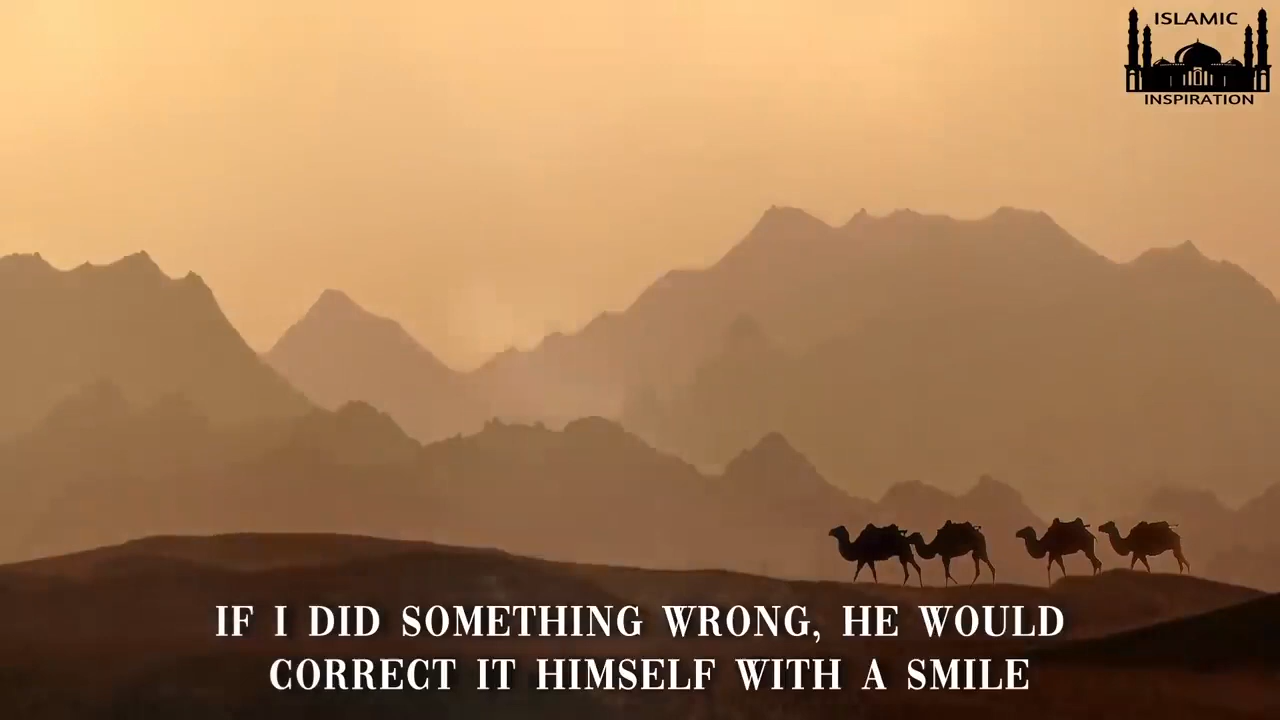 ISLAMIC
INSPIRATION
IF I DID SOMETHING WRONG, HE WOULD
CORRECT IT HIMSELF WITH A SMILE